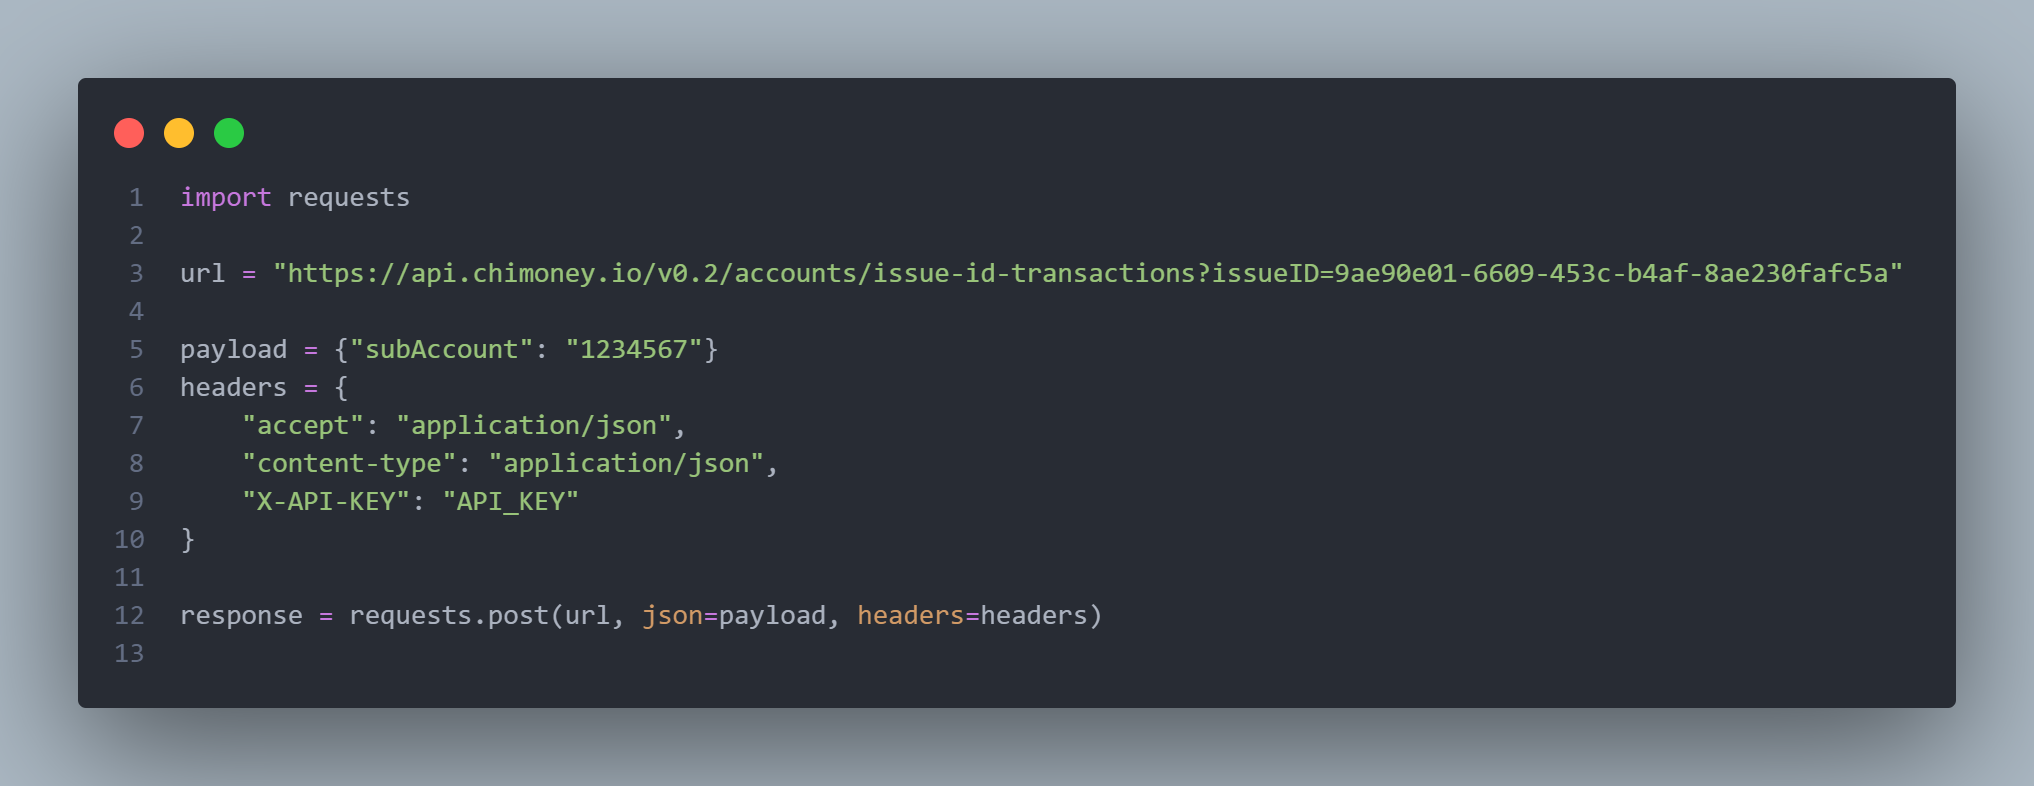 1 import requests
2
3 url = "https://api.chimoney.io/v0.2/accounts/issue-id-transactions?issueID=9ae90e01-6609-453c-b4af-8ae230fafc5a"
4
5 payload = {"subAccount": "1234567"}
6 headers = {
7     "accept": "application/json",
8     "content-type": "application/json",
9     "X-API-KEY": "API_KEY"
10 }
11
12 response = requests.post(url, json=payload, headers=headers)
13